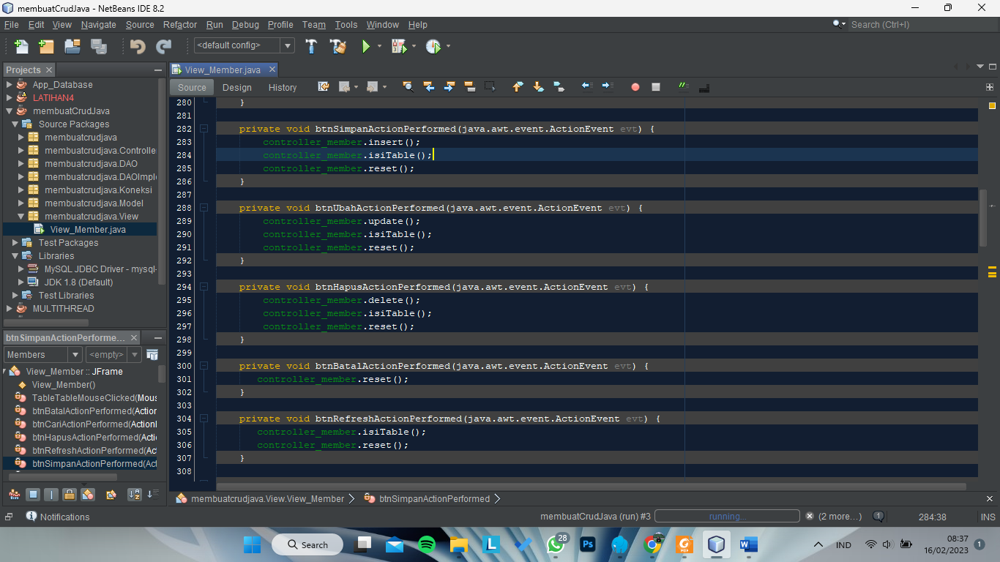 membuatCrudJava - NetBeans IDE 8.2
File Edit View Navigate Source Refactor Run Debug Profile Team Tools Window Help
Search (Ctrl+I)
<default config>
Projects
View_Member.java
Source Design History
App_Database
LATIHAN4
membuatCrudJava
Source Packages
membuatcrudjava
membuatcrudjava.Controlle
membuatcrudjava.DAO
membuatcrudjava.DAOImpl
membuatcrudjava.Koneksi
membuatcrudjava.Model
membuatcrudjava.View
View_Member.java
Test Packages
Libraries
MySQL JDBC Driver - mysql-
JDK 1.8 (Default)
Test Libraries
MULTITHREAD
280 }
281
282 private void btnSimpanActionPerformed(java.awt.event.ActionEvent evt) {
283 controller_member.insert();
284 controller_member.isiTable();
285 controller_member.reset();
286 }
287
288 private void btnUbahActionPerformed(java.awt.event.ActionEvent evt) {
289 controller_member.update();
290 controller_member.isiTable();
291 controller_member.reset();
292 }
293
294 private void btnHapusActionPerformed(java.awt.event.ActionEvent evt) {
295 controller_member.delete();
296 controller_member.isiTable();
297 controller_member.reset();
298 }
299
300 private void btnBatalActionPerformed(java.awt.event.ActionEvent evt) {
301 controller_member.reset();
302 }
303
304 private void btnRefreshActionPerformed(java.awt.event.ActionEvent evt) {
305 controller_member.isiTable();
306 controller_member.reset();
307 }
308
btnSimpanActionPerforme...
Members <empty>
View_Member :: JFrame
View_Member()
TableTableMouseClicked(Mous
btnBatalActionPerformed(Action
btnCariActionPerformed(ActionI
btnHapusActionPerformed(Acti
btnRefreshActionPerformed(Ac
btnSimpanActionPerformed(Act
membuatcrudjava.View.View_Member btnSimpanActionPerformed
Notifications
membuatCrudJava (run) #3 running... (2 more...) 1 284:38 INS
Search
28
Ps
L
W
PDF
IND
08:37
16/02/2023
1